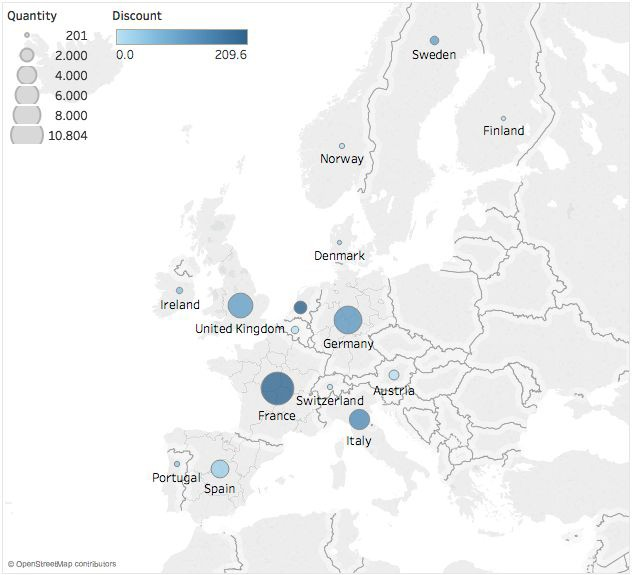 Quantity
201
2.000
4.000
6.000
8.000
10.804
Discount
0.0 209.6
Sweden
Finland
Norway
Denmark
Ireland
United Kingdom
Germany
Switzerland
Austria
France
Italy
Portugal
Spain
© OpenStreetMap contributors